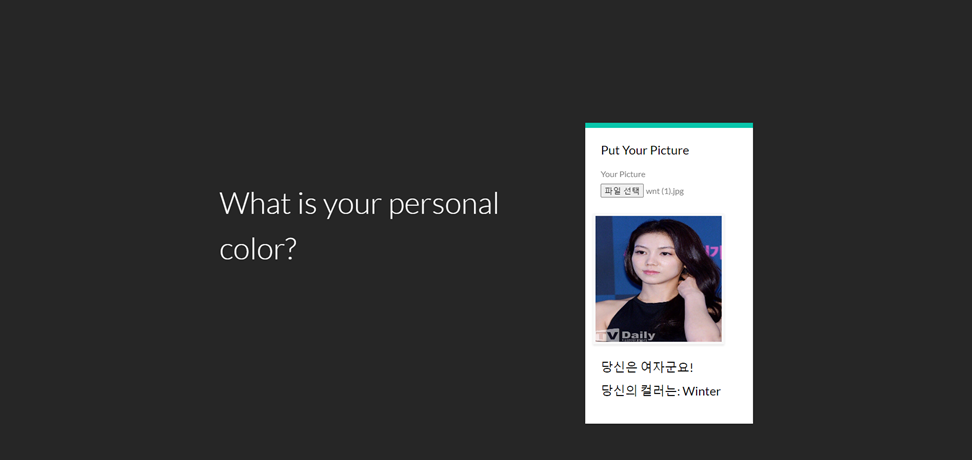 What is your personal
color?
Put Your Picture
Your Picture
파일 선택 wnt (1).jpg
TV Daily
당신은 여자군요!
당신의 컬러는: Winter